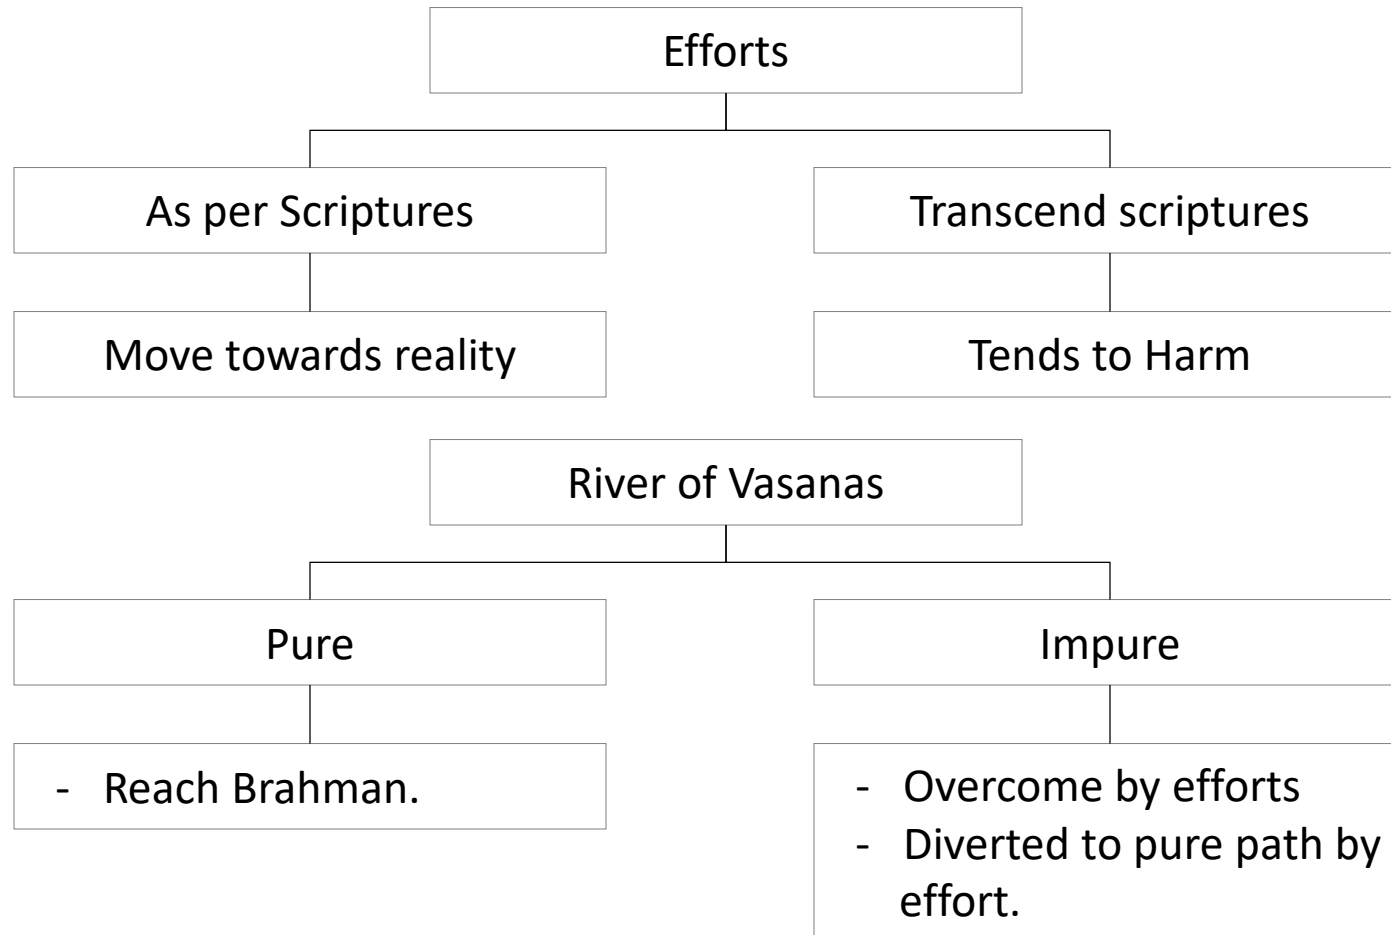 Efforts
As per Scriptures
Transcend scriptures
Move towards reality
Tends to Harm
River of Vasanas
Pure
Impure
- Reach Brahman.
- Overcome by efforts
- Diverted to pure path by
effort.